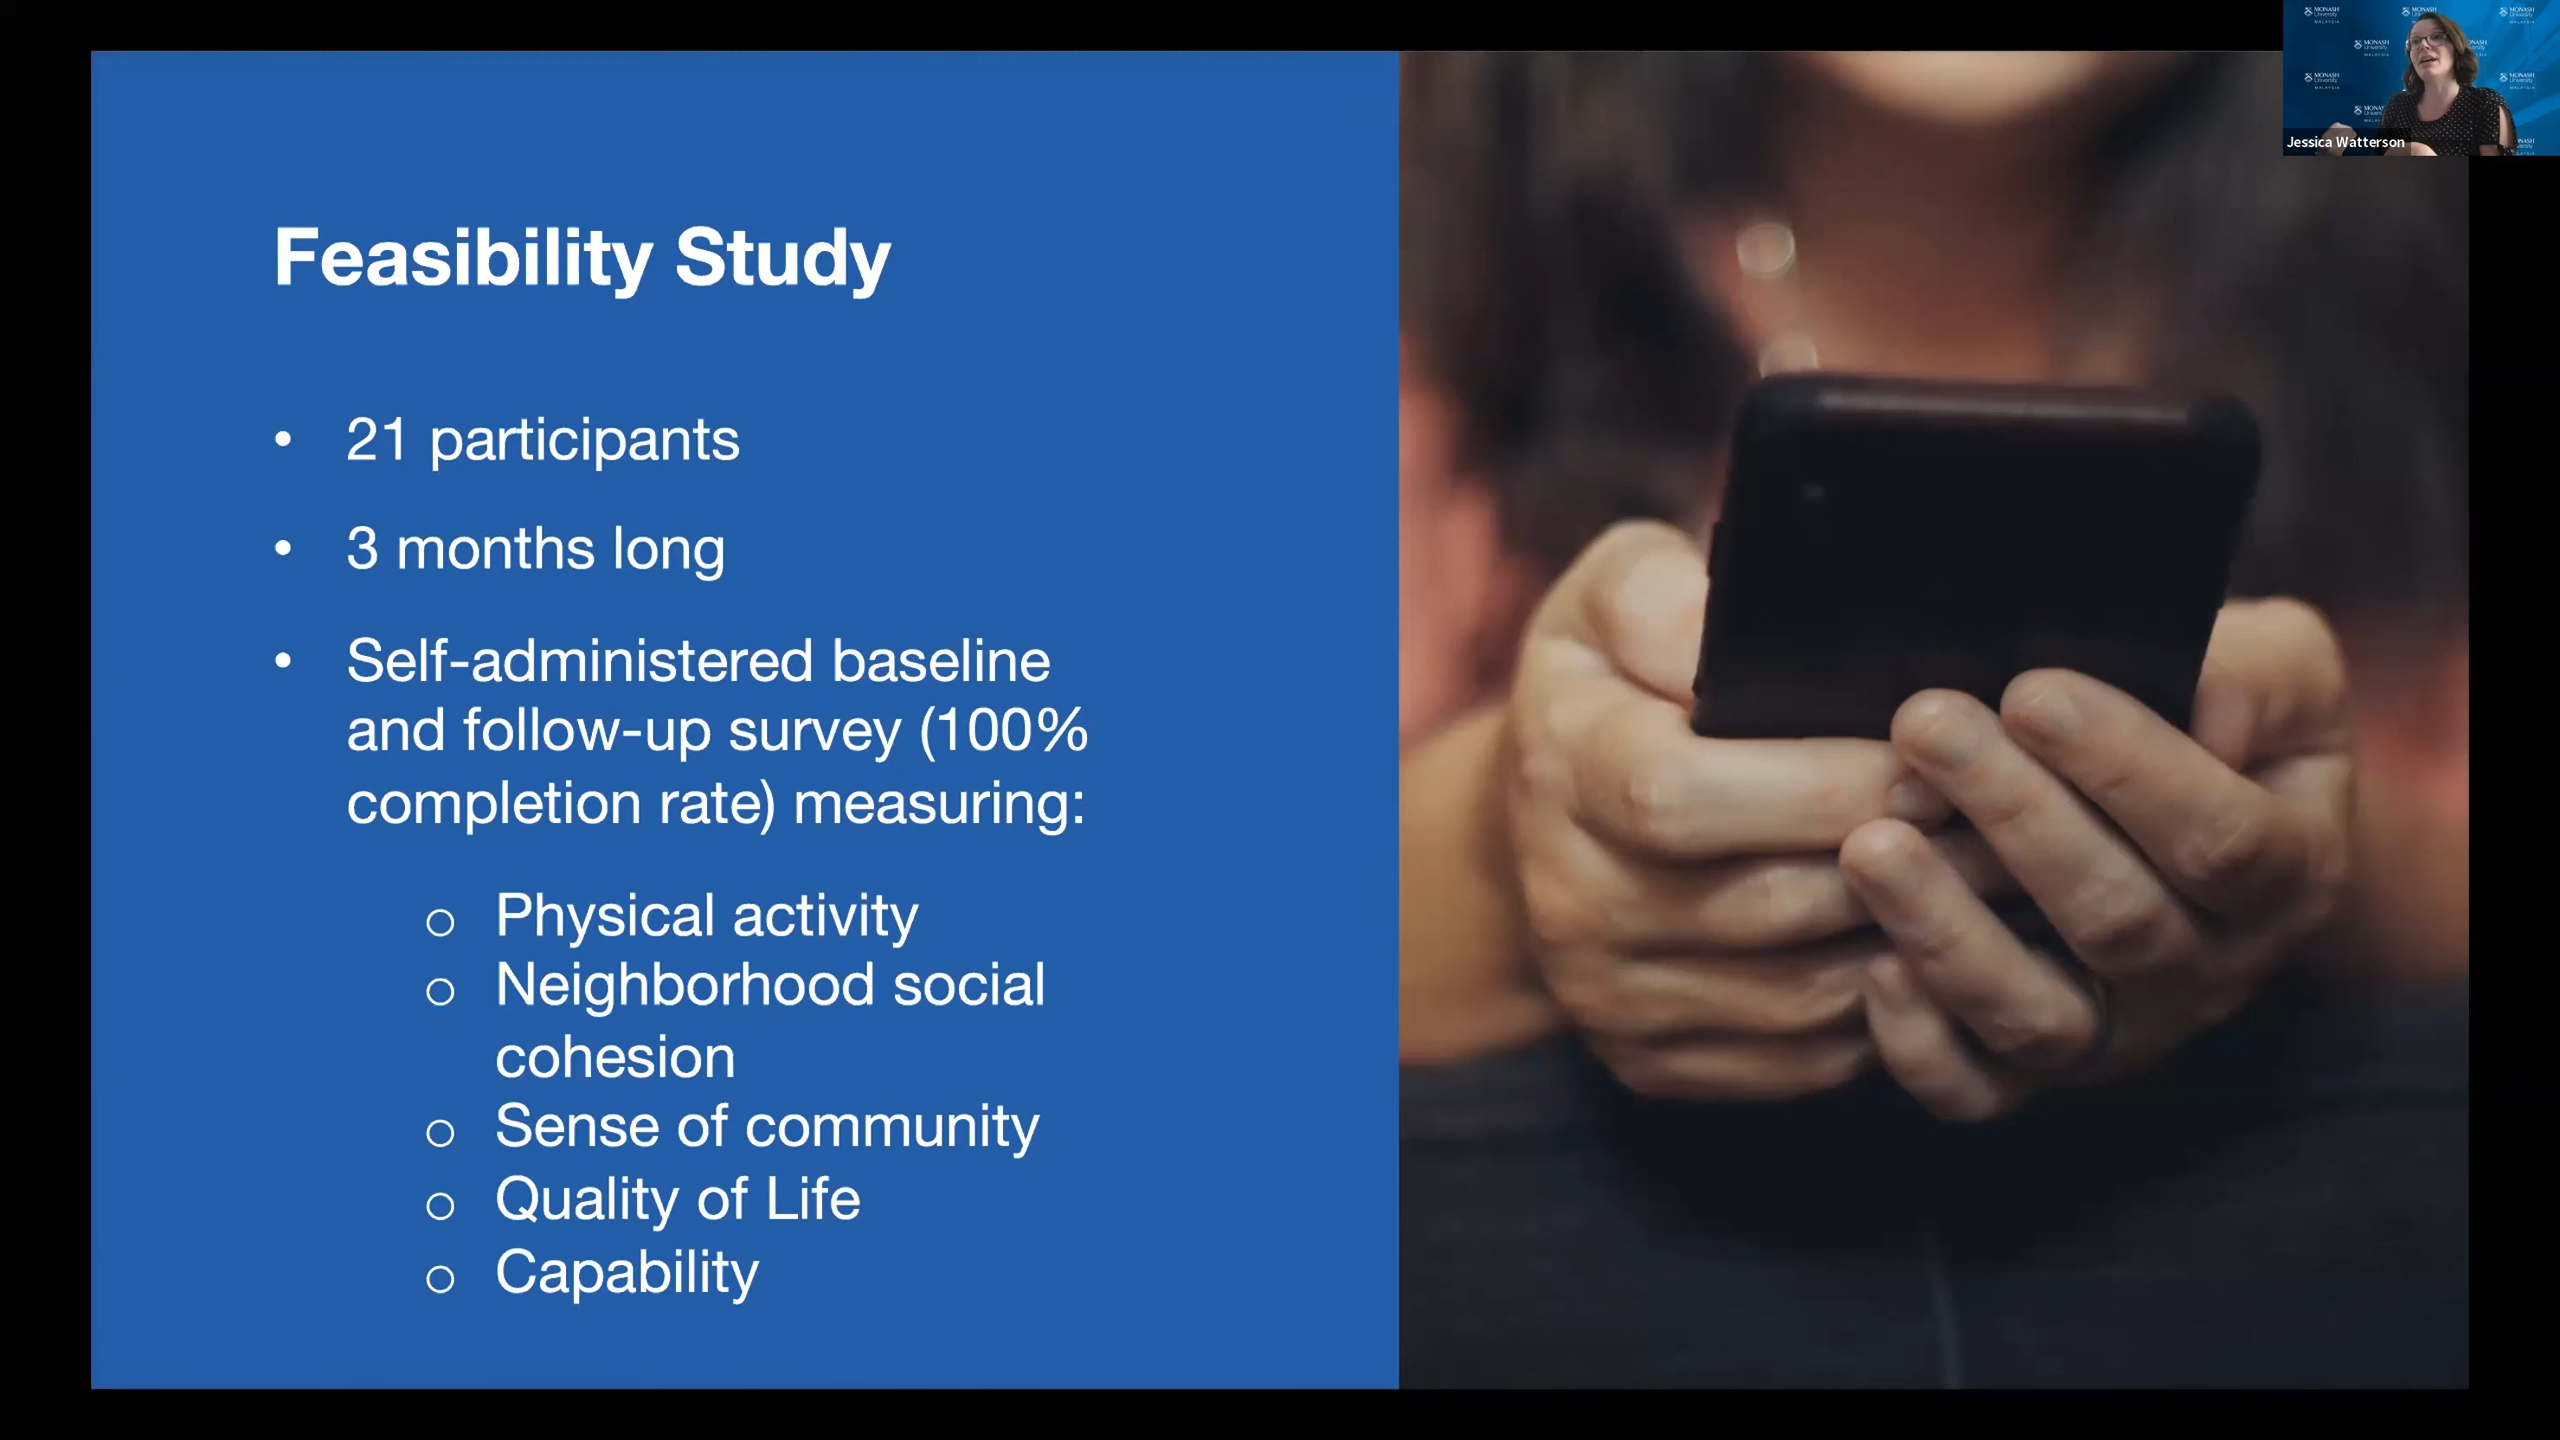 Feasibility Study
• 21 participants
• 3 months long
• Self-administered baseline
and follow-up survey (100%
completion rate) measuring:
o Physical activity
o Neighborhood social
cohesion
o Sense of community
o Quality of Life
o Capability
MONASH University MALAYSIA
Jessica Watterson